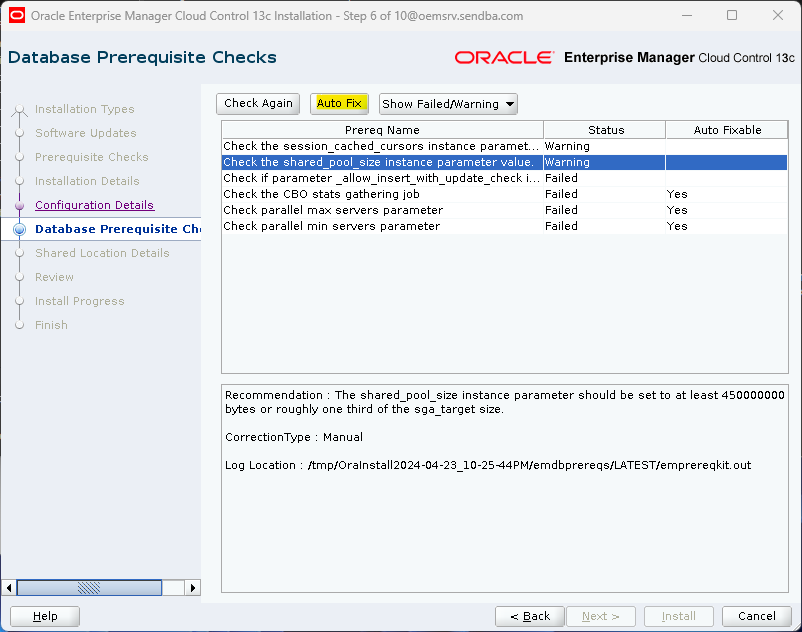 Oracle Enterprise Manager Cloud Control 13c Installation - Step 6 of 10@oemsrv.sendba.com
Database Prerequisite Checks
ORACLE Enterprise Manager Cloud Control 13c
Installation Types
Software Updates
Prerequisite Checks
Installation Details
Configuration Details
Database Prerequisite Che
Shared Location Details
Review
Install Progress
Finish
Check Again Auto Fix Show Failed/Warning
Prereq Name Status Auto Fixable
Check the session_cached_cursors instance paramet... Warning
Check the shared_pool_size instance parameter value. Warning
Check if parameter _allow_insert_with_update_check i... Failed
Check the CBO stats gathering job Failed Yes
Check parallel max servers parameter Failed Yes
Check parallel min servers parameter Failed Yes
Recommendation : The shared_pool_size instance parameter should be set to at least 450000000
bytes or roughly one third of the sga_target size.
CorrectionType : Manual
Log Location : /tmp/OraInstall2024-04-23_10-25-44PM/emdbprereqs/LATEST/emprereqkit.out
Help < Back Next > Install Cancel